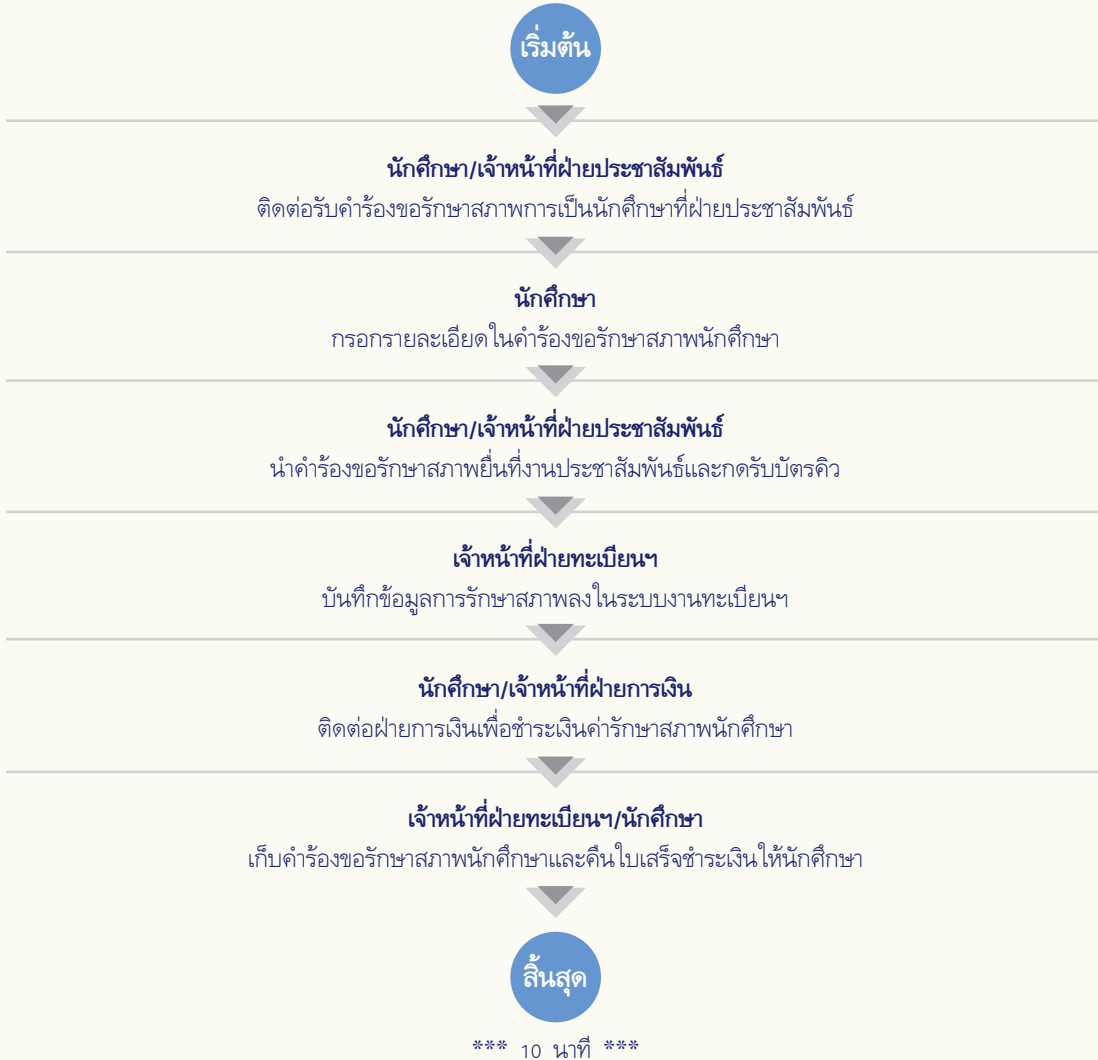 เริ่มต้น
นักศึกษา/เจ้าหน้าที่ฝ่ายประชาสัมพันธ์
ติดต่อรับคำร้องขอรักษาสภาพการเป็นนักศึกษาที่ฝ่ายประชาสัมพันธ์
นักศึกษา
กรอกรายละเอียดในคำร้องขอรักษาสภาพนักศึกษา
นักศึกษา/เจ้าหน้าที่ฝ่ายประชาสัมพันธ์
นำคำร้องขอรักษาสภาพยื่นที่งานประชาสัมพันธ์และกดรับบัตรคิว
เจ้าหน้าที่ฝ่ายทะเบียนฯ
บันทึกข้อมูลการรักษาสภาพลงในระบบงานทะเบียนฯ
นักศึกษา/เจ้าหน้าที่ฝ่ายการเงิน
ติดต่อฝ่ายการเงินเพื่อชำระเงินค่ารักษาสภาพนักศึกษา
เจ้าหน้าที่ฝ่ายทะเบียนฯ/นักศึกษา
เก็บคำร้องขอรักษาสภาพนักศึกษาและคืนใบเสร็จชำระเงินให้นักศึกษา
สิ้นสุด
*** 10 นาที ***